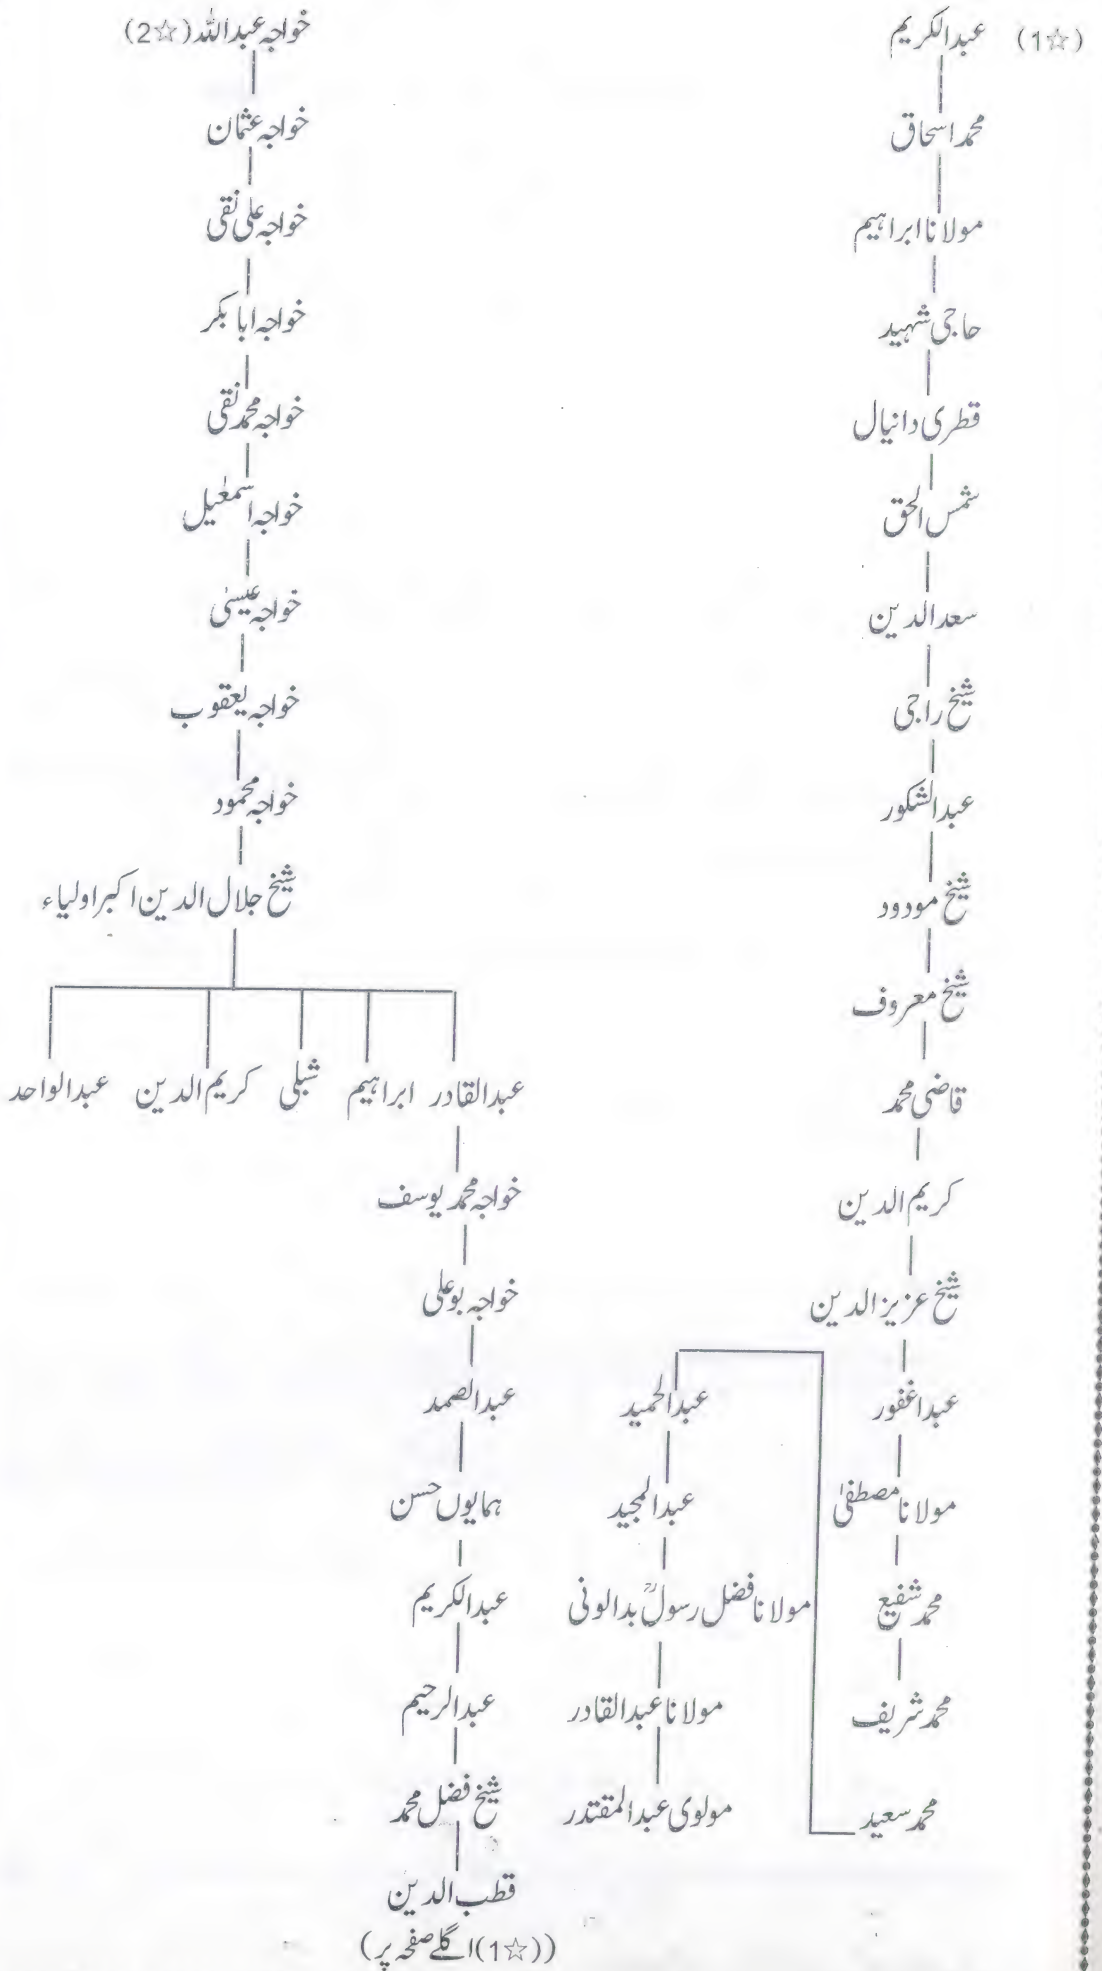 (☆1) عبدالکریم
محمد اسحاق
مولانا ابراہیم
حاجی شہید
قطری دانیال
شمس الحق
سعد الدین
شیخ راجی
عبدالشکور
شیخ مودود
شیخ معروف
قاضی محمد
کریم الدین
شیخ عزیز الدین
عبداغفور
مولانا مصطفیٰ
محمد شفیع
محمد شریف
محمد سعید
عبدالحمید
عبدالمجید
مولانا فضل رسولؒ بدالونی
مولانا عبدالقادر
مولوی عبدالمقتدر
خواجہ عبداللہ (☆2)
خواجہ عثمان
خواجہ علی نقی
خواجہ ابا بکر
خواجہ محمد نقی
خواجہ اسمٰعیل
خواجہ عیسیٰ
خواجہ یعقوب
خواجہ محمود
شیخ جلال الدین اکبر اولیاء
عبدالقادر ابراہیم شبلی کریم الدین عبدالواحد
خواجہ محمد یوسف
خواجہ بوعلی
عبدالصمد
ہمایوں حسن
عبدالکریم
عبدالرحیم
شیخ فضل محمد
قطب الدین
((☆1) اگلے صفحہ پر)